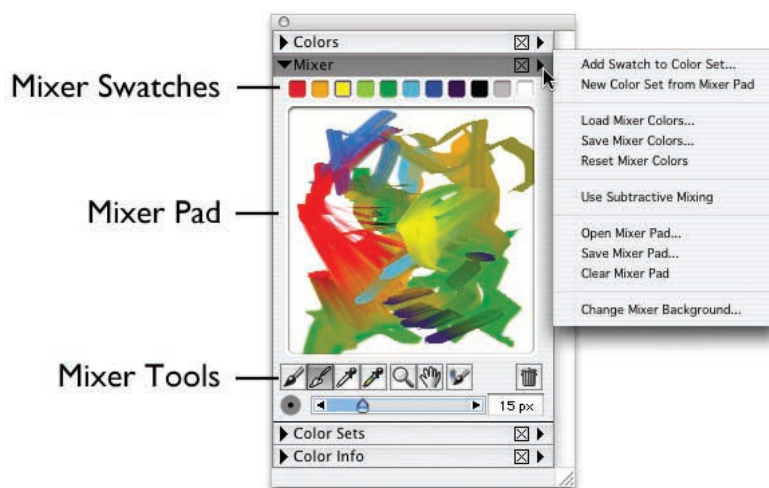 Colors
Mixer
Mixer Swatches
Mixer Pad
Mixer Tools
15 px
Color Sets
Color Info
Add Swatch to Color Set...
New Color Set from Mixer Pad
Load Mixer Colors...
Save Mixer Colors...
Reset Mixer Colors
Use Subtractive Mixing
Open Mixer Pad...
Save Mixer Pad...
Clear Mixer Pad
Change Mixer Background...